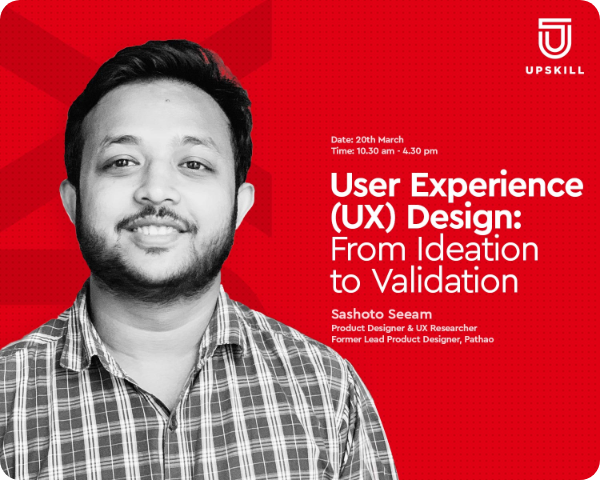 UPSKILL
Date: 20th March
Time: 10.30 am - 4.30 pm
User Experience
(UX) Design:
From Ideation
to Validation
Sashoto Seeam
Product Designer & UX Researcher
Former Lead Product Designer, Pathao